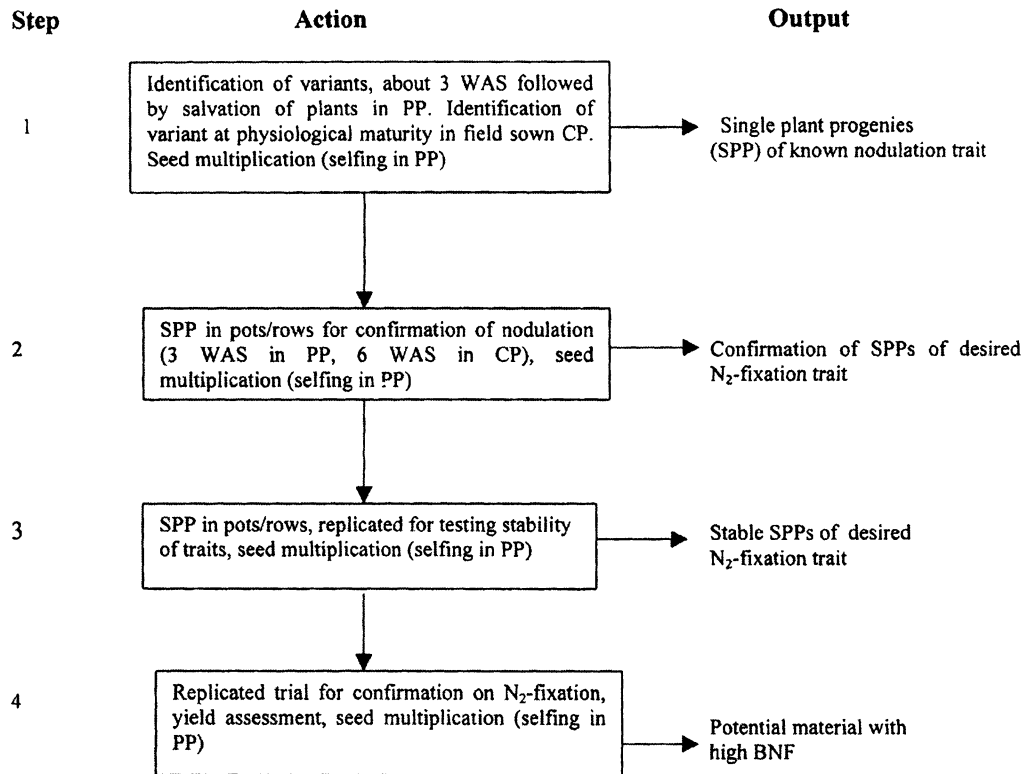 Step Action Output
1
Identification of variants, about 3 WAS followed
by salvation of plants in PP. Identification of
variant at physiological maturity in field sown CP.
Seed multiplication (selfing in PP)
Single plant progenies
(SPP) of known nodulation trait
2
SPP in pots/rows for confirmation of nodulation
(3 WAS in PP, 6 WAS in CP), seed
multiplication (selfing in PP)
Confirmation of SPPs of desired
N₂-fixation trait
3
SPP in pots/rows, replicated for testing stability
of traits, seed multiplication (selfing in PP)
Stable SPPs of desired
N₂-fixation trait
4
Replicated trial for confirmation on N₂-fixation,
yield assessment, seed multiplication (selfing in
PP)
Potential material with
high BNF